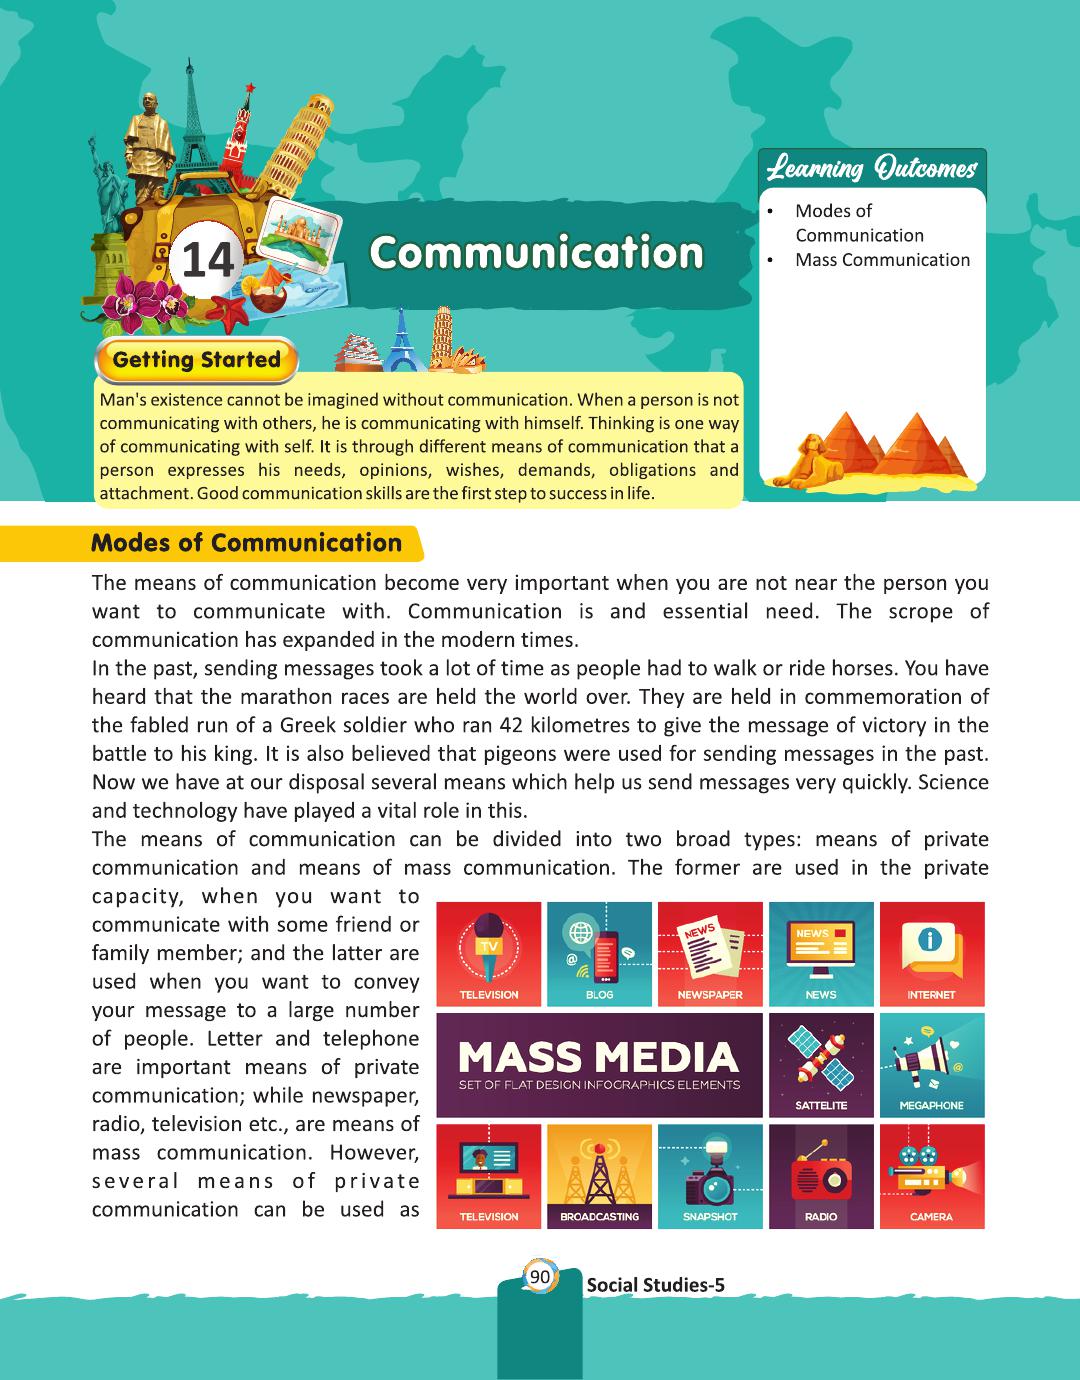 14
Communication
Learning Outcomes
• Modes of
Communication
• Mass Communication
Getting Started
Man's existence cannot be imagined without communication. When a person is not
communicating with others, he is communicating with himself. Thinking is one way
of communicating with self. It is through different means of communication that a
person expresses his needs, opinions, wishes, demands, obligations and
attachment. Good communication skills are the first step to success in life.
Modes of Communication
The means of communication become very important when you are not near the person you
want to communicate with. Communication is and essential need. The scrope of
communication has expanded in the modern times.
In the past, sending messages took a lot of time as people had to walk or ride horses. You have
heard that the marathon races are held the world over. They are held in commemoration of
the fabled run of a Greek soldier who ran 42 kilometres to give the message of victory in the
battle to his king. It is also believed that pigeons were used for sending messages in the past.
Now we have at our disposal several means which help us send messages very quickly. Science
and technology have played a vital role in this.
The means of communication can be divided into two broad types: means of private
communication and means of mass communication. The former are used in the private
capacity, when you want to
communicate with some friend or
family member; and the latter are
used when you want to convey
your message to a large number
of people. Letter and telephone
are important means of private
communication; while newspaper,
radio, television etc., are means of
mass communication. However,
several means of private
communication can be used as
TV
TELEVISION
@
BLOG
NEWS
NEWSPAPER
NEWS
NEWS
i
INTERNET
MASS MEDIA
SET OF FLAT DESIGN INFOGRAPHICS ELEMENTS
SATTELITE
@
MEGAPHONE
TELEVISION
BROADCASTING
SNAPSHOT
RADIO
CAMERA
90
Social Studies-5